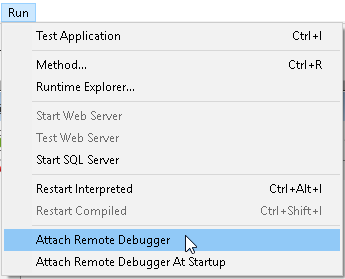 Run
Test Application Ctrl+I
Method... Ctrl+R
Runtime Explorer...
Start Web Server
Test Web Server
Start SQL Server
Restart Interpreted Ctrl+Alt+I
Restart Compiled Ctrl+Shift+I
Attach Remote Debugger
Attach Remote Debugger At Startup